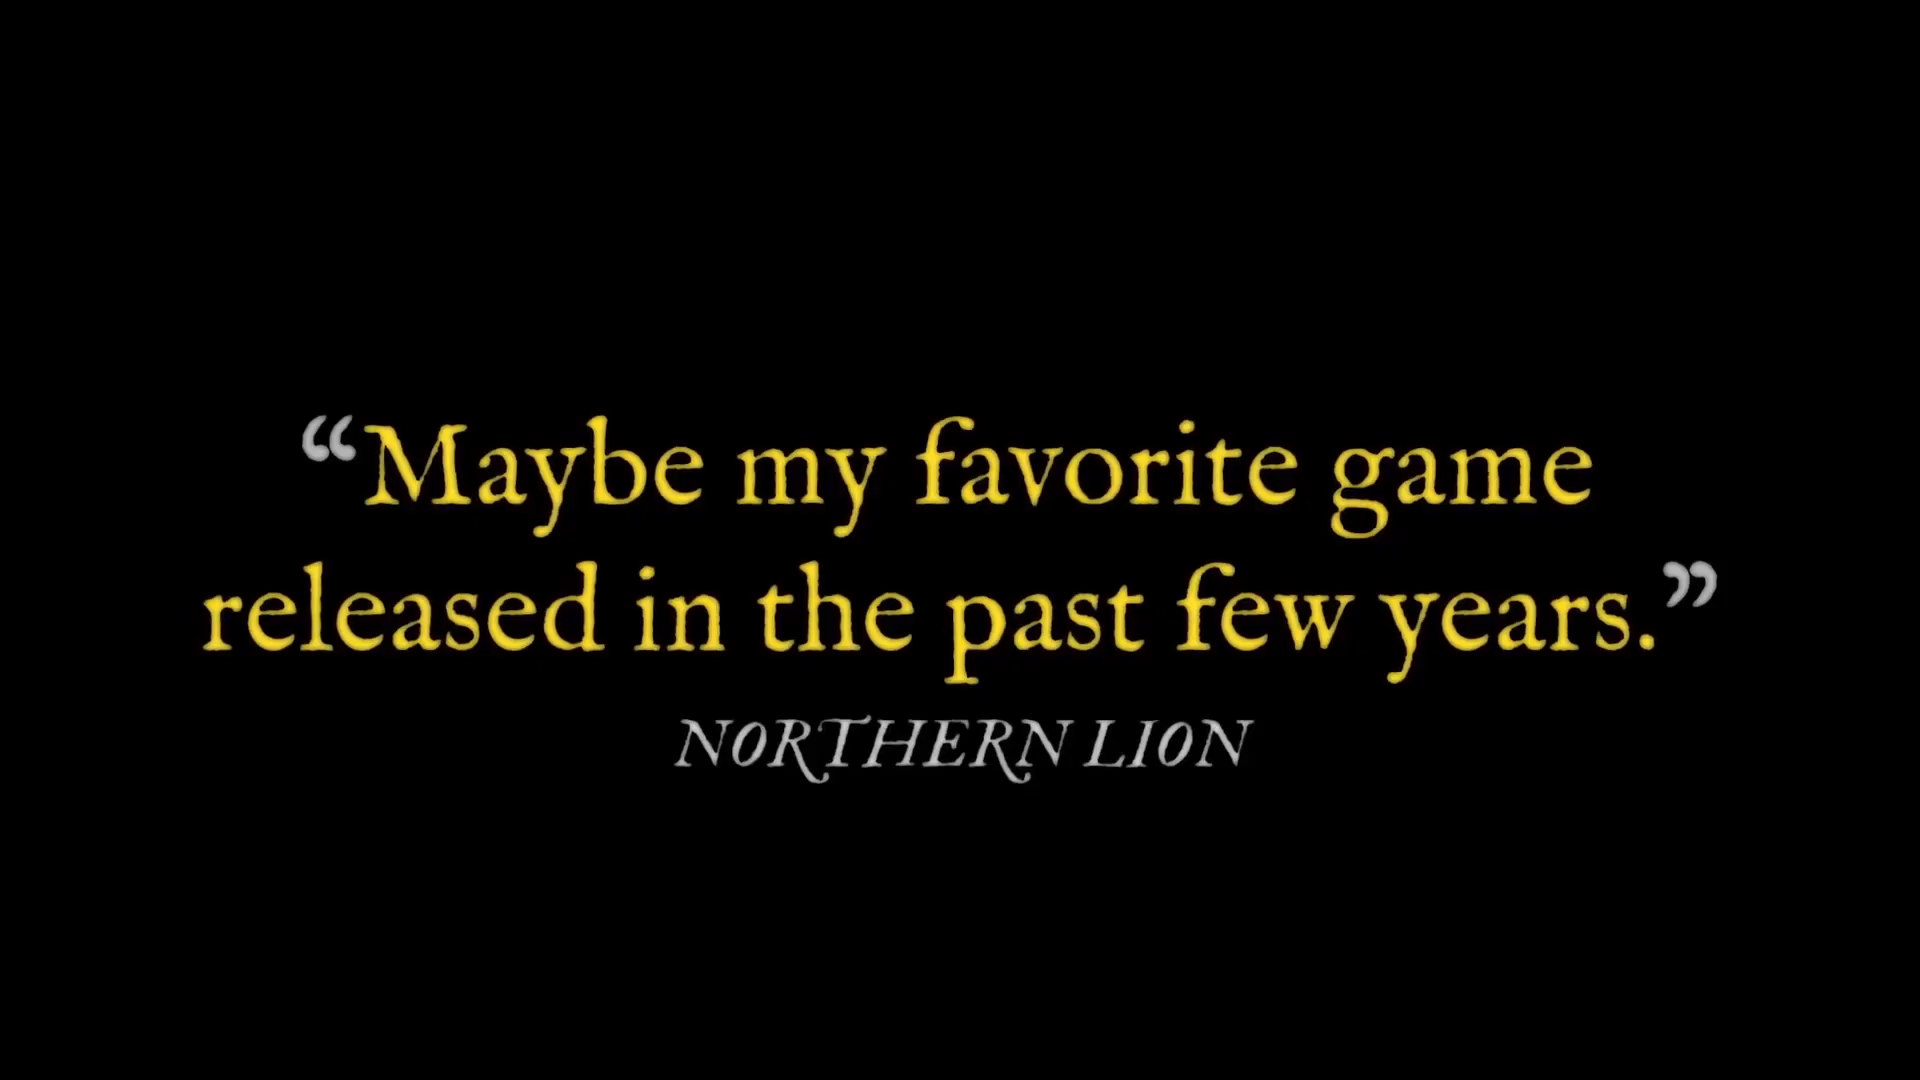 “Maybe my favorite game
released in the past few years.”
NORTHERN LION